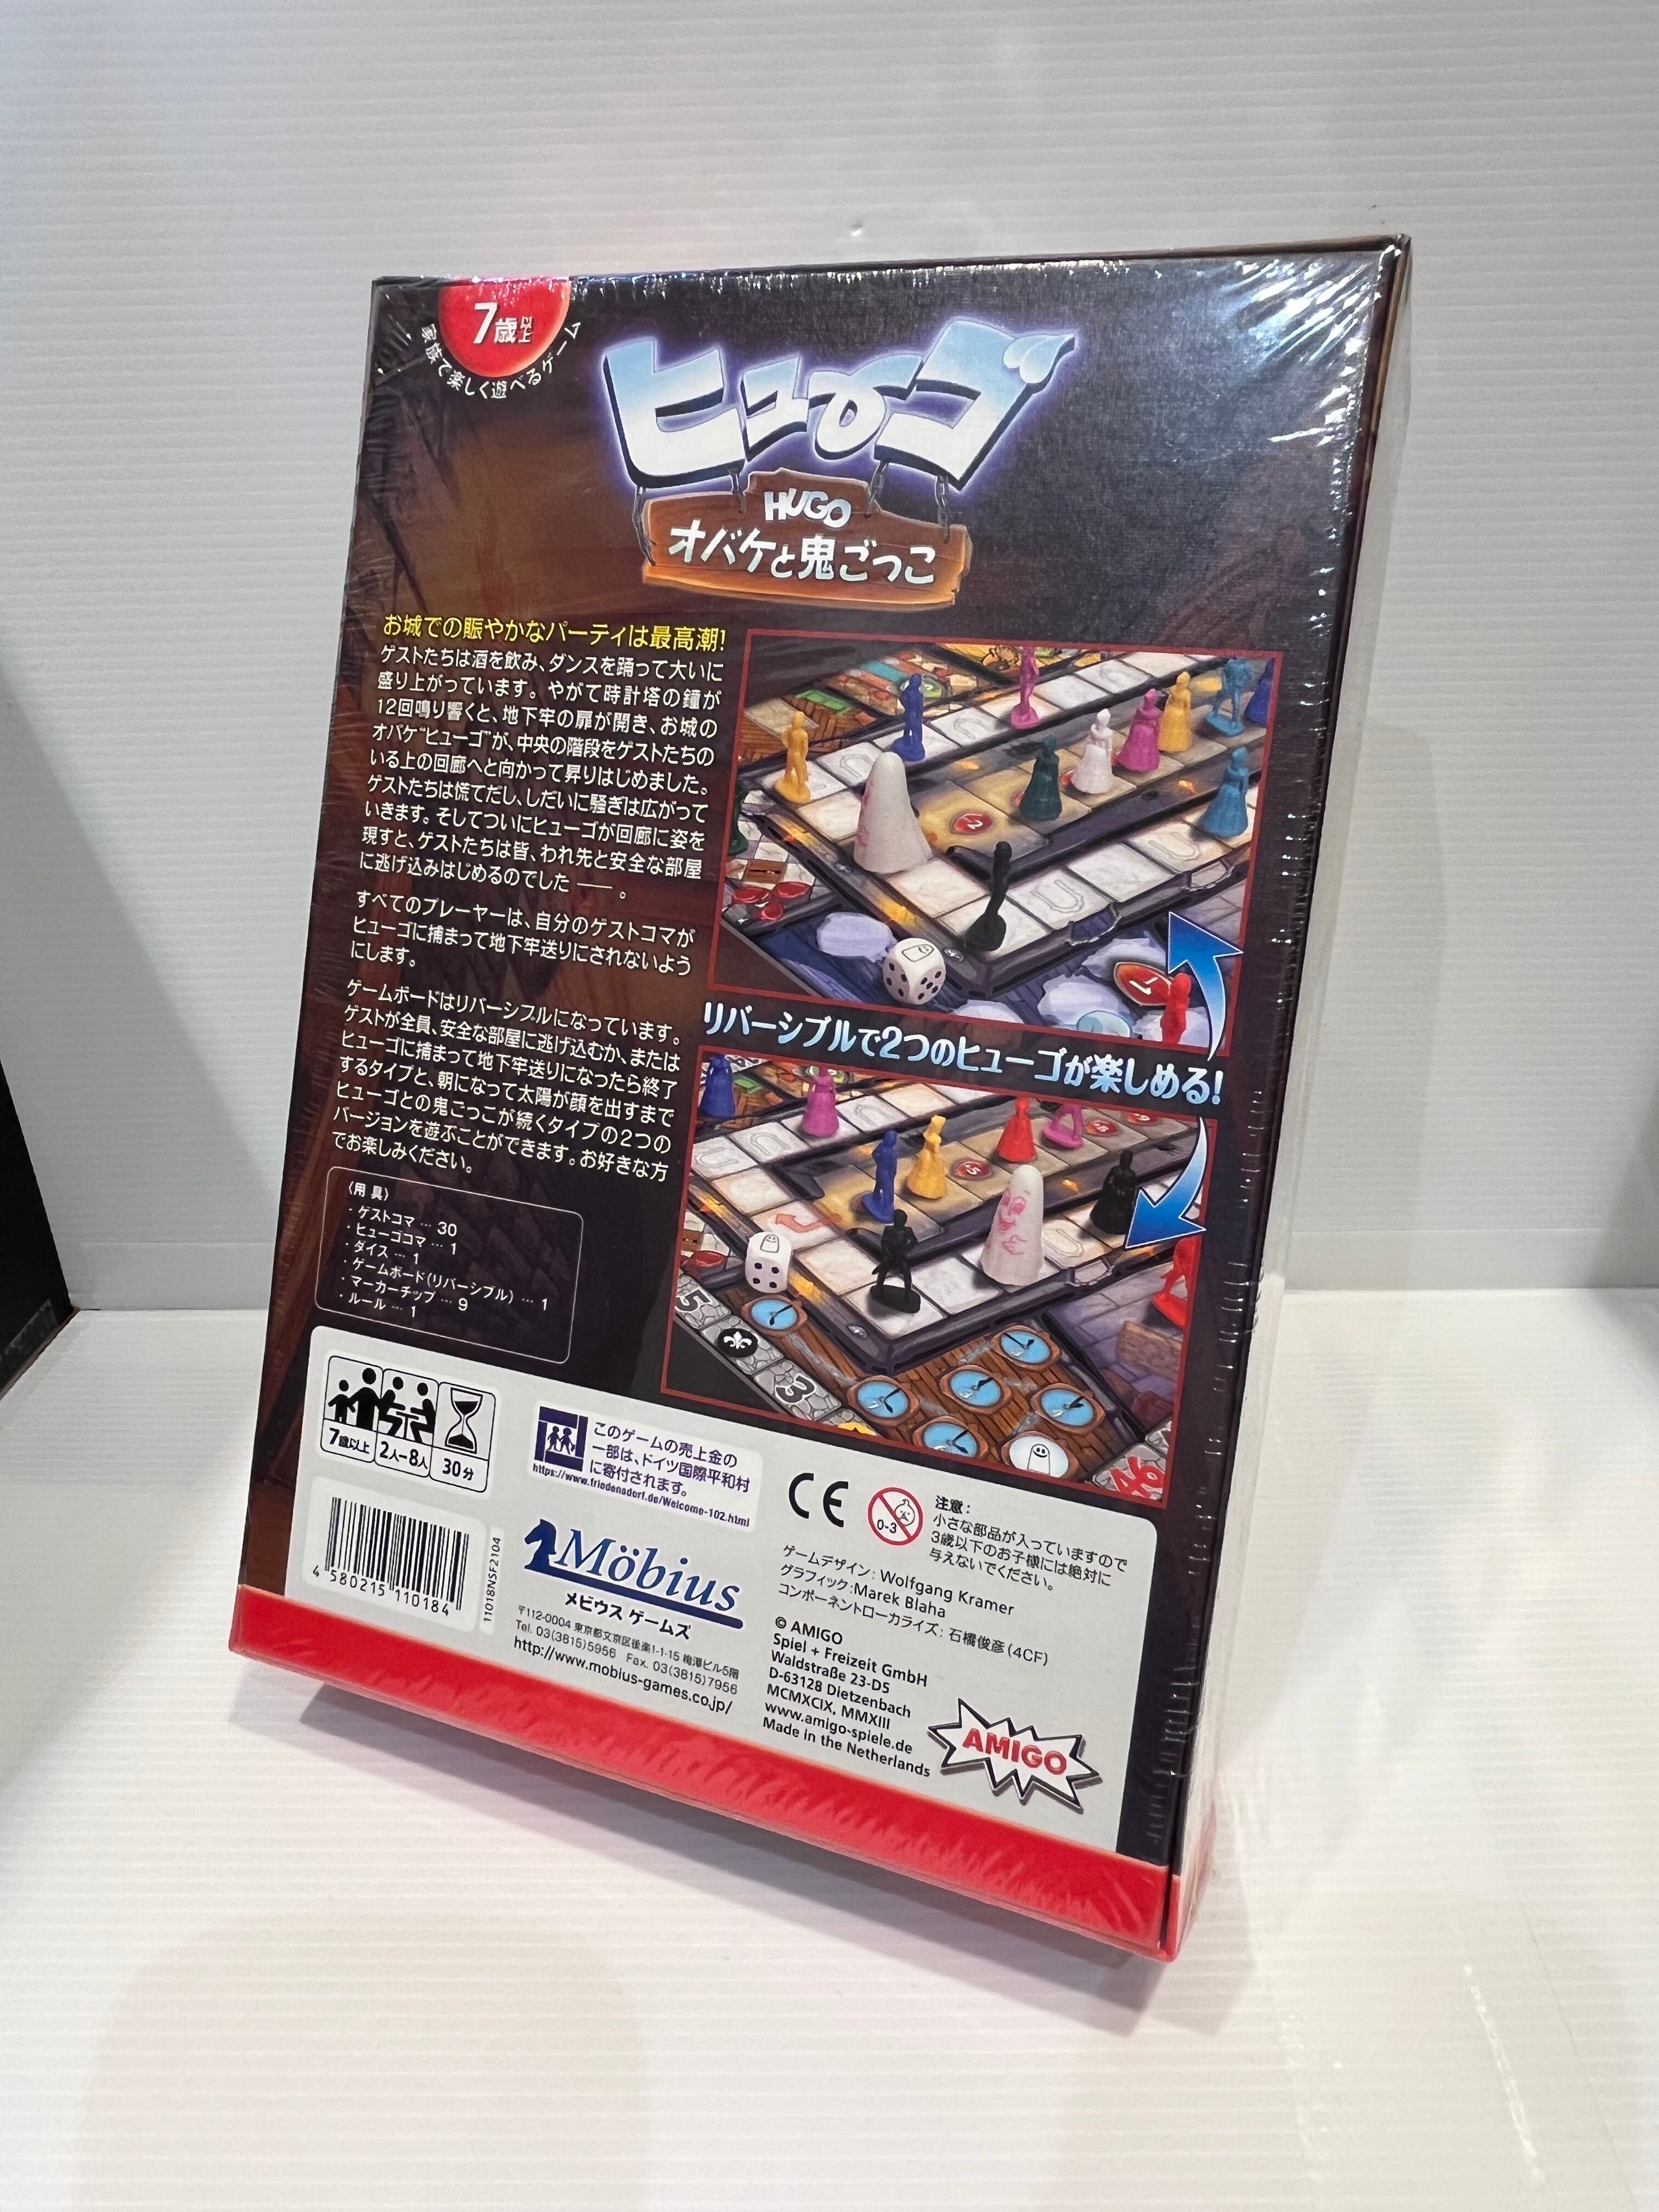 7歳以上
家族で楽しく遊べるゲーム
ヒューゴ
HUGO
オバケと鬼ごっこ
お城での賑やかなパーティは最高潮!
ゲストたちは酒を飲み、ダンスを踊って大いに
盛り上がっています。やがて時計塔の鐘が
12回鳴り響くと、地下牢の扉が開き、お城の
オバケ"ヒューゴ"が、中央の階段をゲストたちの
いる上の回廊へと向かって昇りはじめました。
ゲストたちは慌てだし、しだいに騒ぎは広がって
いきます。そしてついにヒューゴが回廊に姿を
現すと、ゲストたちは皆、われ先と安全な部屋
に逃げ込みはじめるのでした ―― 。
すべてのプレーヤーは、自分のゲストコマが
ヒューゴに捕まって地下牢送りにされないよう
にします。
ゲームボードはリバーシブルになっています。
ゲストが全員、安全な部屋に逃げ込むか、または
ヒューゴに捕まって地下牢送りになったら終了
するタイプと、朝になって太陽が顔を出すまで
ヒューゴとの鬼ごっこが続くタイプの2つの
バージョンを遊ぶことができます。お好きな方
でお楽しみください。
〈用 具〉
・ゲストコマ … 30
・ヒューゴコマ … 1
・ダイス … 1
・ゲームボード(リバーシブル) … 1
・マーカーチップ … 9
・ルール … 1
-2
-1
リバーシブルで2つのヒューゴが楽しめる!
-5
5
3
7歳以上
2人-8人
30分
4 580215 110184
11018NSF2104
このゲームの売上金の
一部は、ドイツ国際平和村
に寄付されます。
https://www.friedensdorf.de/Welcome-102.html
Möbius
メビウス ゲームズ
〒112-0004 東京都文京区後楽1-1-15 梅澤ビル5階
Tel. 03(3815)5956 Fax. 03(3815)7956
http://www.mobius-games.co.jp/
CE
0-3
注意:
小さな部品が入っていますので
3歳以下のお子様には絶対に
与えないでください。
ゲームデザイン: Wolfgang Kramer
グラフィック:Marek Blaha
コンポーネントローカライズ: 石橋俊彦(4CF)
© AMIGO
Spiel + Freizeit GmbH
Waldstraße 23-D5
D-63128 Dietzenbach
MCMXCIX, MMXIII
www.amigo-spiele.de
Made in the Netherlands
AMIGO